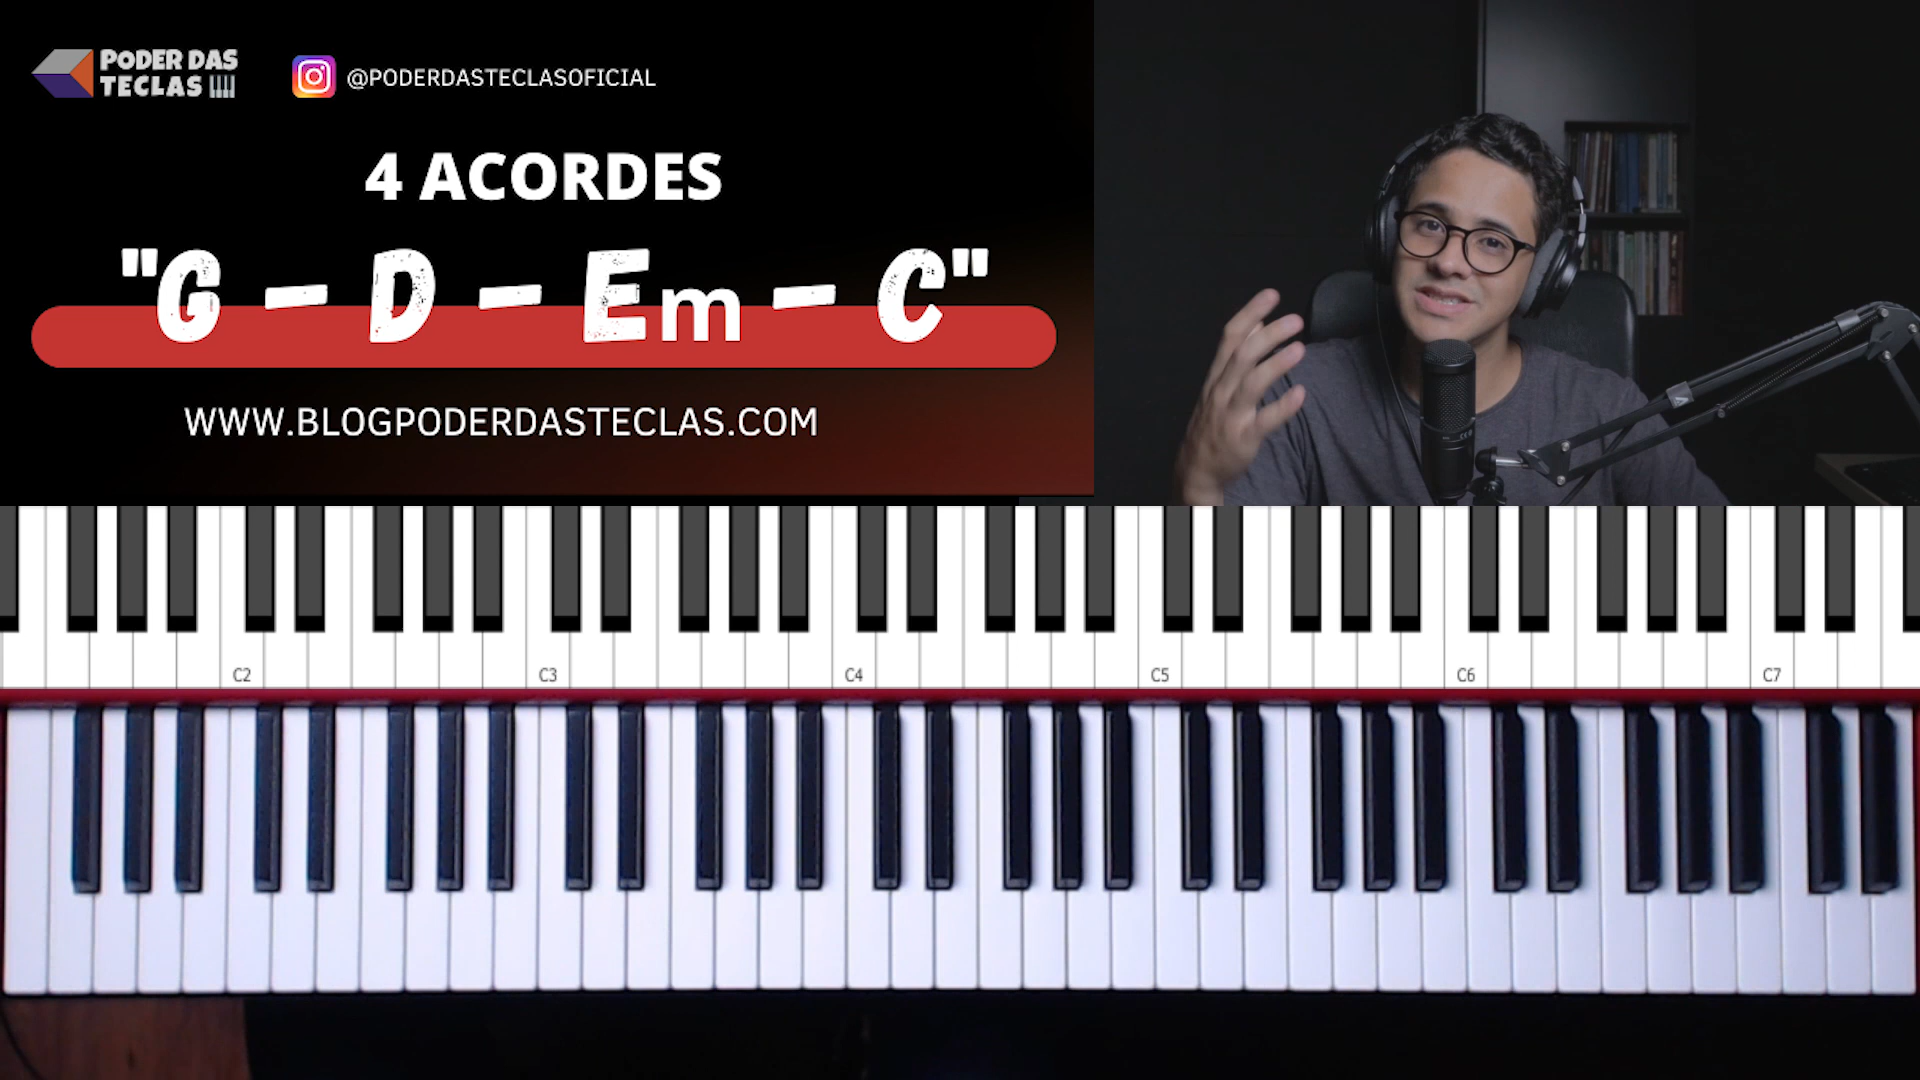 PODER DAS
TECLAS
@PODERDASTECLASOFICIAL
4 ACORDES
"G - D - Em - C"
WWW.BLOGPODERDASTECLAS.COM
C2 C3 C4 C5 C6 C7